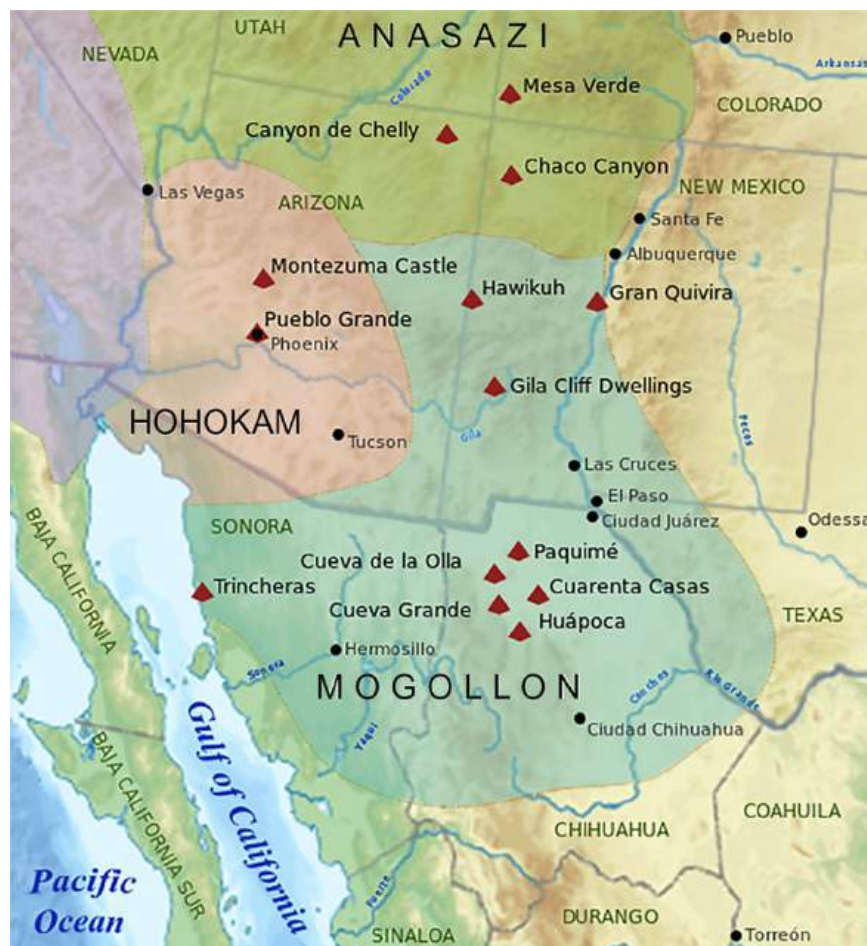 UTAH
ANASAZI
Pueblo
NEVADA
Arkansas
Colorado
Mesa Verde
COLORADO
Canyon de Chelly
Chaco Canyon
Las Vegas
ARIZONA
NEW MEXICO
Santa Fe
Albuquerque
Montezuma Castle
Hawikuh
Gran Quivira
Pueblo Grande
Phoenix
Gila Cliff Dwellings
HOHOKAM
Tucson
Gila
Pecos
Las Cruces
El Paso
Ciudad Juárez
Odessa
SONORA
BAJA CALIFORNIA
Cueva de la Olla
Paquimé
Trincheras
Cuarenta Casas
Cueva Grande
Huápoca
TEXAS
Hermosillo
Sonora
MOGOLLON
Conchos
Rio Grande
Yaqui
Ciudad Chihuahua
Gulf of California
BAJA CALIFORNIA SUR
CHIHUAHUA
COAHUILA
Pacific
Ocean
Fuerte
DURANGO
SINALOA
Torreón